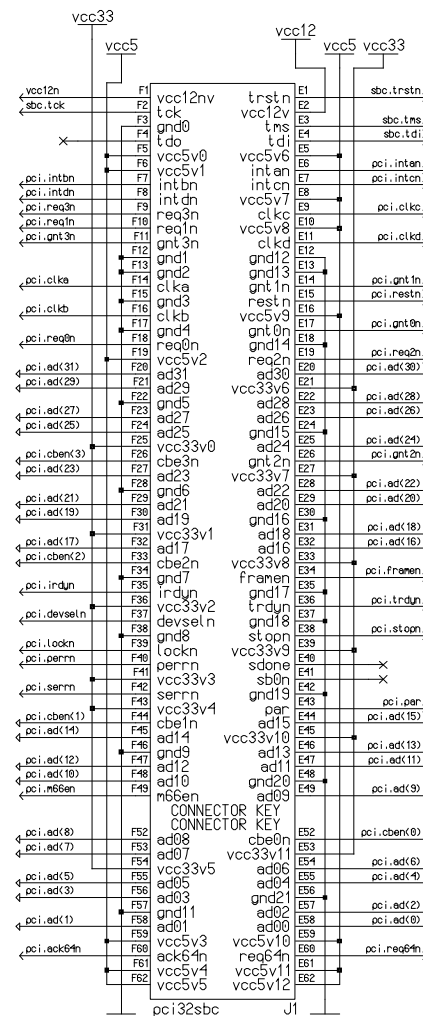 vcc33 vcc5 vcc12 vcc5 vcc33
vcc12n F1 vcc12nv trstn E1 sbc.trstn
sbc.tck F2 tck vcc12v E2
F3 gnd0 tms E3 sbc.tms
F4 tdo tdi E4 sbc.tdi
F5 vcc5v0 vcc5v6 E5
F6 vcc5v1 intan E6 pci.intan
pci.intbn F7 intbn intcn E7 pci.intcn
pci.intdn F8 intdn vcc5v7 E8
pci.req3n F9 req3n clkc E9 pci.clkc
pci.req1n F10 req1n vcc5v8 E10
pci.gnt3n F11 gnt3n clkd E11 pci.clkd
F12 gnd1 gnd12 E12
F13 gnd2 gnd13 E13
pci.clka F14 clka gnt1n E14 pci.gnt1n
F15 gnd3 restn E15 pci.restn
pci.clkb F16 clkb vcc5v9 E16
F17 gnd4 gnt0n E17 pci.gnt0n
pci.req0n F18 req0n gnd14 E18
F19 vcc5v2 req2n E19 pci.req2n
pci.ad(31) F20 ad31 ad30 E20 pci.ad(30)
pci.ad(29) F21 ad29 vcc33v6 E21
F22 gnd5 ad28 E22 pci.ad(28)
pci.ad(27) F23 ad27 ad26 E23 pci.ad(26)
pci.ad(25) F24 ad25 gnd15 E24
F25 vcc33v0 ad24 E25 pci.ad(24)
pci.cben(3) F26 cbe3n gnt2n E26 pci.gnt2n
pci.ad(23) F27 ad23 vcc33v7 E27
F28 gnd6 ad22 E28 pci.ad(22)
pci.ad(21) F29 ad21 ad20 E29 pci.ad(20)
pci.ad(19) F30 ad19 gnd16 E30
F31 vcc33v1 ad18 E31 pci.ad(18)
pci.ad(17) F32 ad17 ad16 E32 pci.ad(16)
pci.cben(2) F33 cbe2n vcc33v8 E33
F34 gnd7 framen E34 pci.framen
pci.irdyn F35 irdyn gnd17 E35
F36 vcc33v2 trdyn E36 pci.trdyn
pci.devseln F37 devseln gnd18 E37
F38 gnd8 stopn E38 pci.stopn
pci.lockn F39 lockn vcc33v9 E39
pci.perrn F40 perrn sdone E40
F41 vcc33v3 sb0n E41
pci.serrn F42 serrn gnd19 E42
F43 vcc33v4 par E43 pci.par
pci.cben(1) F44 cbe1n ad15 E44 pci.ad(15)
pci.ad(14) F45 ad14 vcc33v10 E45
F46 gnd9 ad13 E46 pci.ad(13)
pci.ad(12) F47 ad12 ad11 E47 pci.ad(11)
pci.ad(10) F48 ad10 gnd20 E48
pci.m66en F49 m66en ad09 E49 pci.ad(9)
CONNECTOR KEY
CONNECTOR KEY
pci.ad(8) F52 ad08 cbe0n E52 pci.cben(0)
pci.ad(7) F53 ad07 vcc33v11 E53
F54 vcc33v5 ad06 E54 pci.ad(6)
pci.ad(5) F55 ad05 ad04 E55 pci.ad(4)
pci.ad(3) F56 ad03 gnd21 E56
F57 gnd11 ad02 E57 pci.ad(2)
pci.ad(1) F58 ad01 ad00 E58 pci.ad(0)
F59 vcc5v3 vcc5v10 E59
pci.ack64n F60 ack64n req64n E60 pci.req64n
F61 vcc5v4 vcc5v11 E61
F62 vcc5v5 vcc5v12 E62
pci32sbc J1